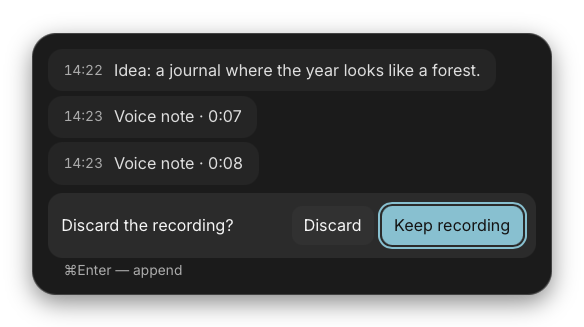 14:22 Idea: a journal where the year looks like a forest.
14:23 Voice note · 0:07
14:23 Voice note · 0:08
Discard the recording? Discard Keep recording
⌘Enter — append